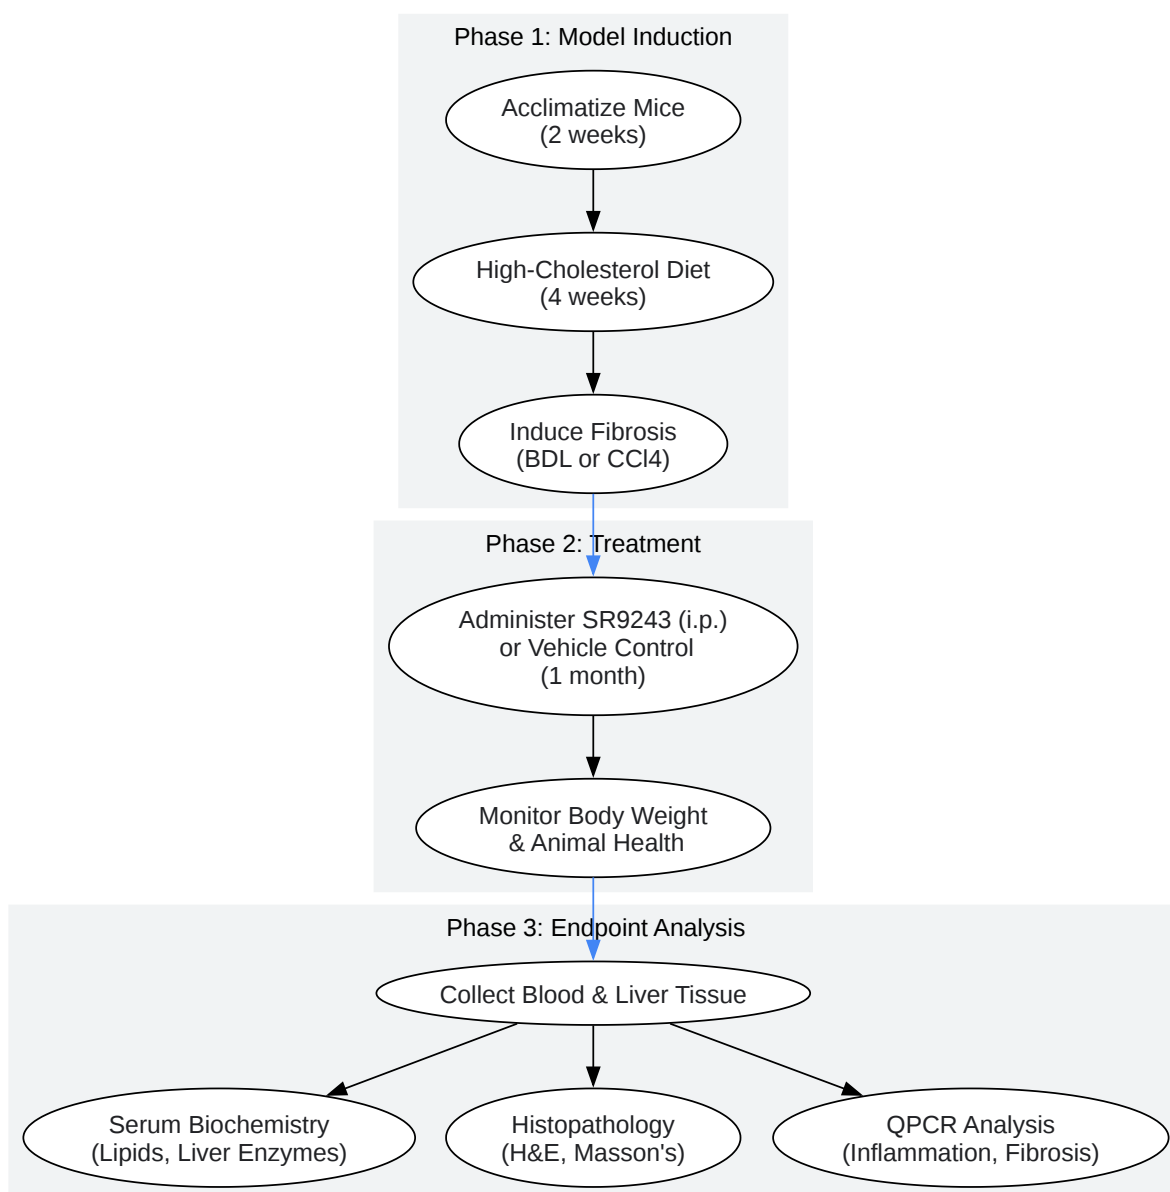 Phase 1: Model Induction
Acclimatize Mice
(2 weeks)
High-Cholesterol Diet
(4 weeks)
Induce Fibrosis
(BDL or CCl4)
Phase 2: Treatment
Administer SR9243 (i.p.)
or Vehicle Control
(1 month)
Monitor Body Weight
& Animal Health
Phase 3: Endpoint Analysis
Collect Blood & Liver Tissue
Serum Biochemistry
(Lipids, Liver Enzymes)
Histopathology
(H&E, Masson's)
QPCR Analysis
(Inflammation, Fibrosis)